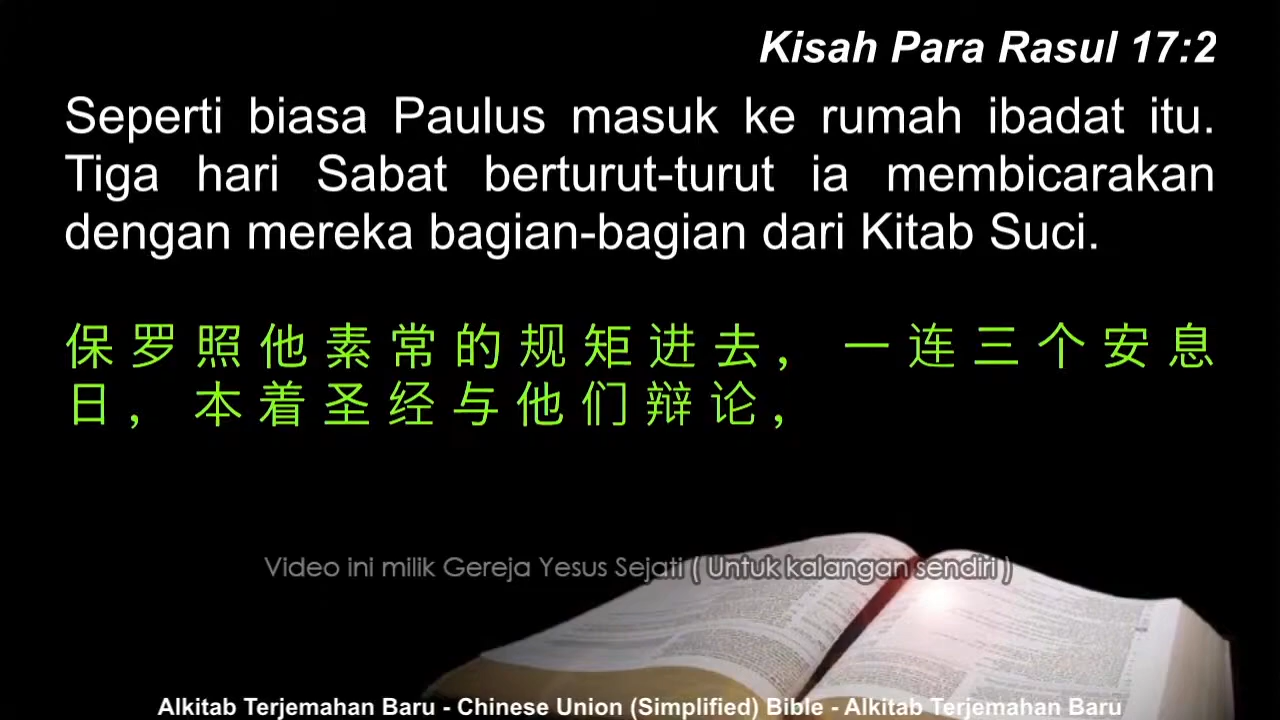 Kisah Para Rasul 17:2
Seperti biasa Paulus masuk ke rumah ibadat itu.
Tiga hari Sabat berturut-turut ia membicarakan
dengan mereka bagian-bagian dari Kitab Suci.
保罗照他素常的规矩进去，一连三个安息
日，本着圣经与他们辩论，
Video ini milik Gereja Yesus Sejati ( Untuk kalangan sendiri )
Alkitab Terjemahan Baru - Chinese Union (Simplified) Bible - Alkitab Terjemahan Baru